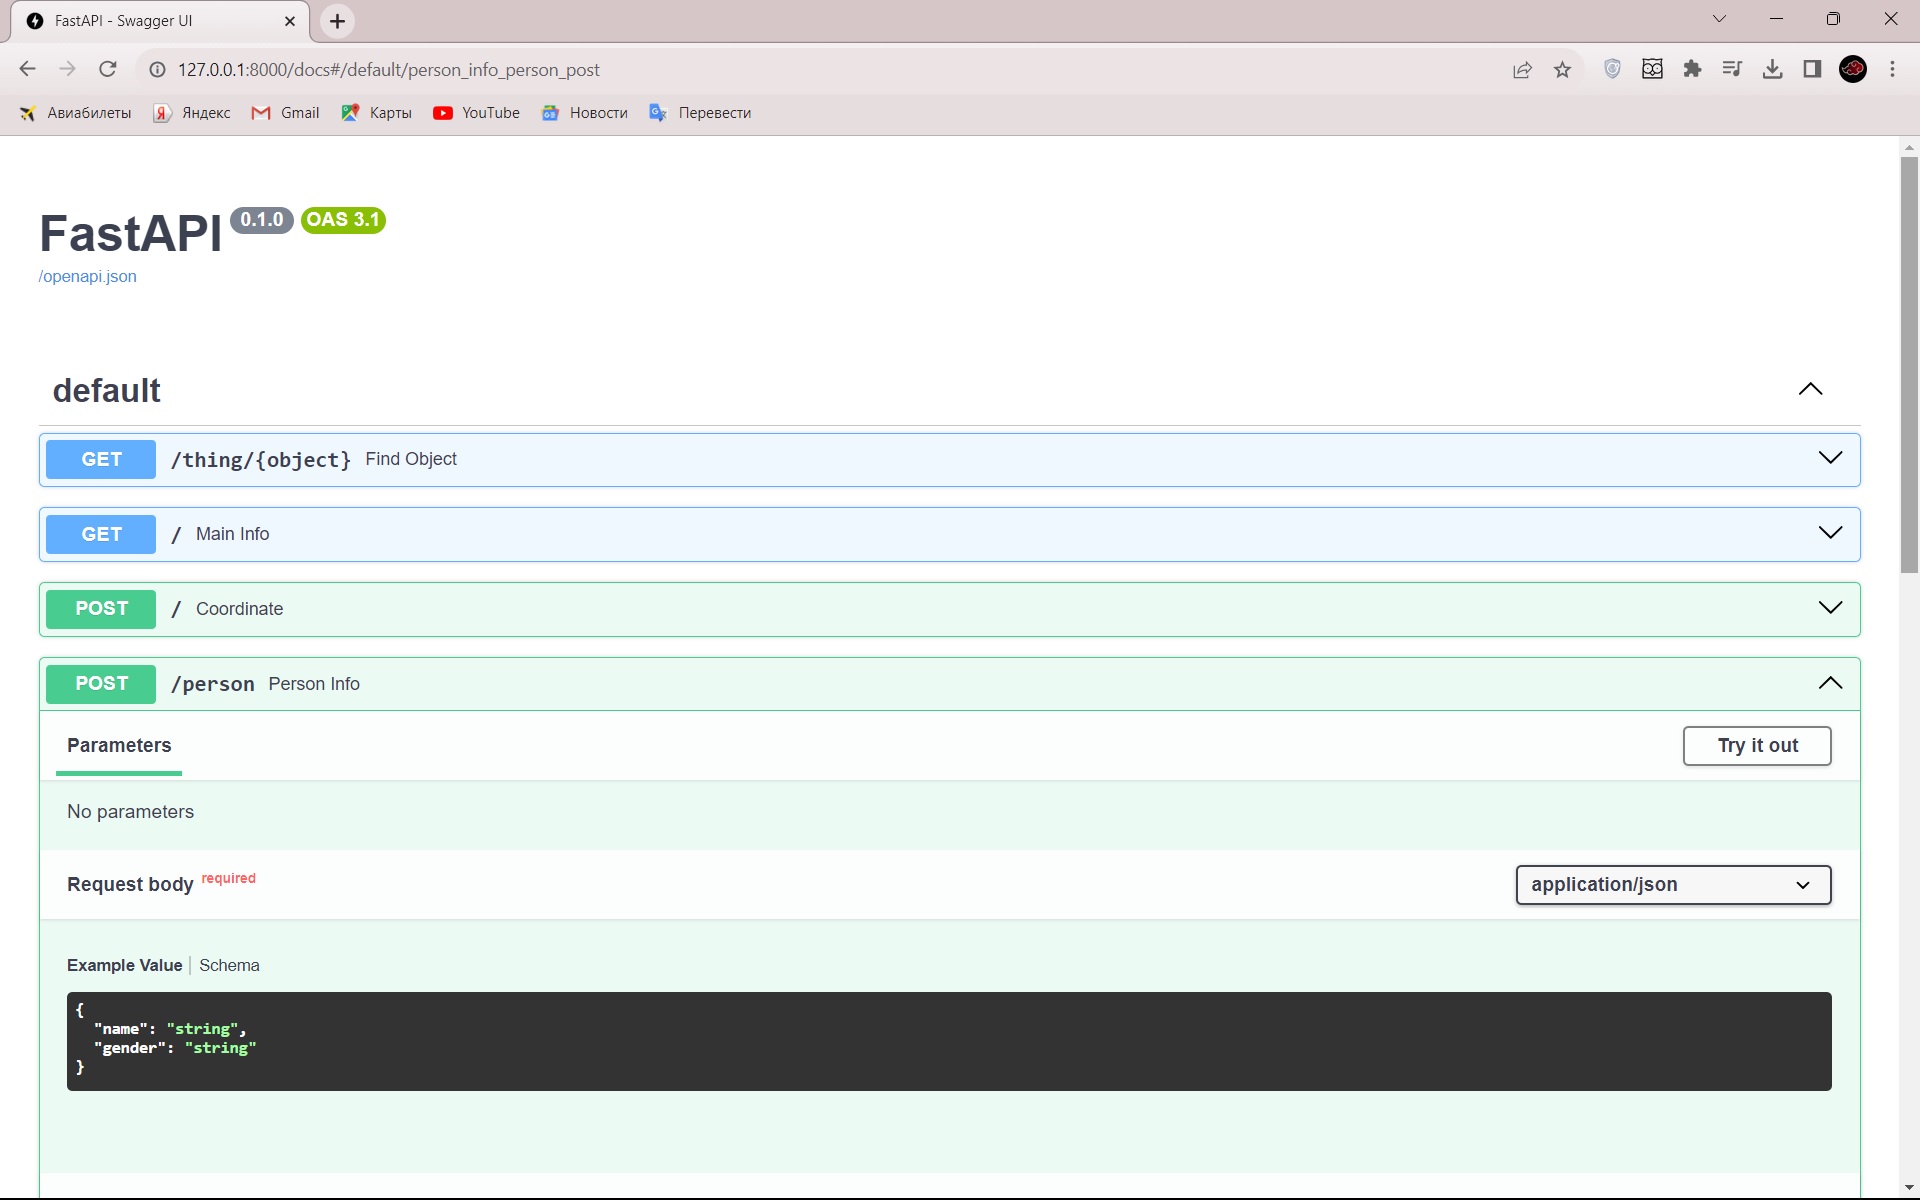 FastAPI - Swagger UI
127.0.0.1:8000/docs#/default/person_info_person_post
Авиабилеты Яндекс Gmail Карты YouTube Новости Перевести
FastAPI 0.1.0 OAS 3.1
/openapi.json
default
GET /thing/{object} Find Object
GET / Main Info
POST / Coordinate
POST /person Person Info
Parameters Try it out
No parameters
Request body required application/json
Example Value Schema
{
"name": "string",
"gender": "string"
}